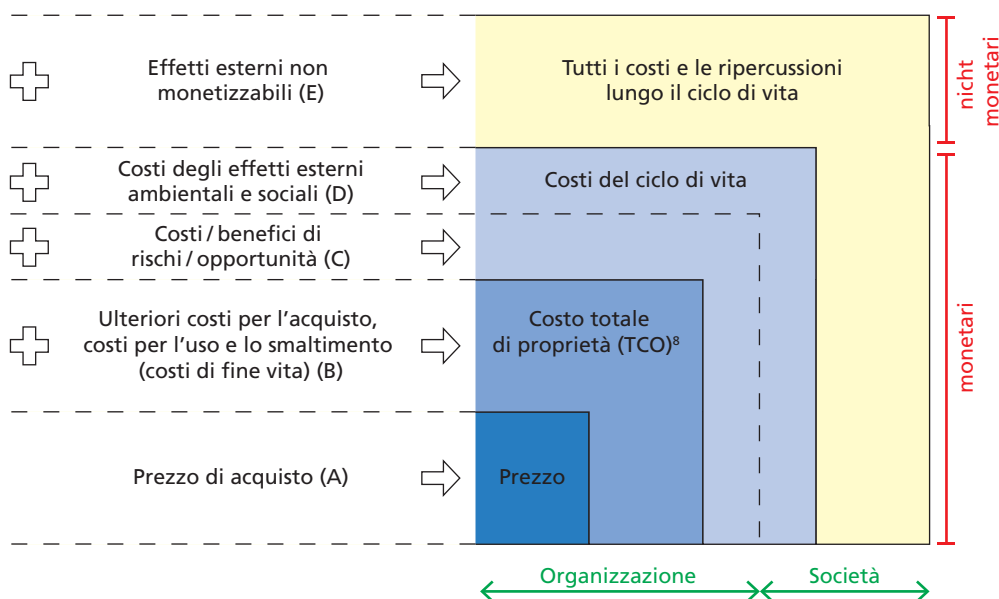 Effetti esterni non
monetizzabili (E)
Tutti i costi e le ripercussioni
lungo il ciclo di vita
nicht
monetari
Costi degli effetti esterni
ambientali e sociali (D)
Costi del ciclo di vita
Costi / benefici di
rischi / opportunità (C)
Ulteriori costi per l'acquisto,
costi per l'uso e lo smaltimento
(costi di fine vita) (B)
Costo totale
di proprietà (TCO)⁸
monetari
Prezzo di acquisto (A)
Prezzo
Organizzazione
Società